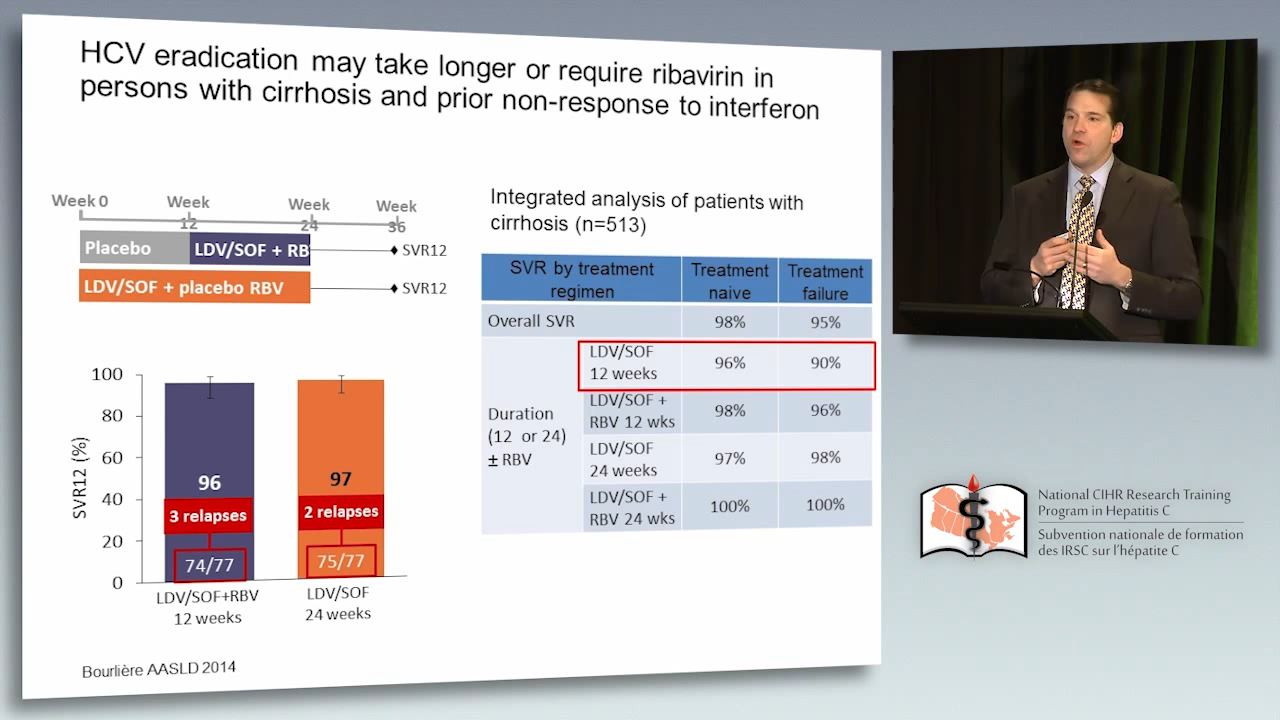 HCV eradication may take longer or require ribavirin in
persons with cirrhosis and prior non-response to interferon
Week 0
Week
12
Week
24
Week
36
Placebo
LDV/SOF + RB
SVR12
LDV/SOF + placebo RBV
SVR12
100
80
60
40
20
0
SVR12 (%)
96
3 relapses
74/77
97
2 relapses
75/77
LDV/SOF+RBV
12 weeks
LDV/SOF
24 weeks
Bourlière AASLD 2014
Integrated analysis of patients with
cirrhosis (n=513)
SVR by treatment
regimen
Treatment
naive
Treatment
failure
Overall SVR
98%
95%
Duration
(12 or 24)
± RBV
LDV/SOF
12 weeks
96%
90%
LDV/SOF +
RBV 12 wks
98%
96%
LDV/SOF
24 weeks
97%
98%
LDV/SOF +
RBV 24 wks
100%
100%
National CIHR Research Training
Program in Hepatitis C
Subvention nationale de formation
des IRSC sur l'hépatite C